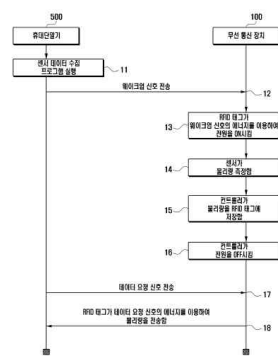 500
100
휴대단말기
무선 통신 장치
센서 데이터 수집
프로그램 실행
11
웨이크업 신호 전송
12
RFID 태그가
웨이크업 신호의 에너지를 이용하여
전원을 ON시킴
13
센서가
물리량 측정함
14
컨트롤러가
물리량을 RFID 태그에
저장함
15
컨트롤러가
전원을 OFF시킴
16
데이터 요청 신호 전송
17
RFID 태그가 데이터 요청 신호의 에너지를 이용하여
물리량을 전송함
18